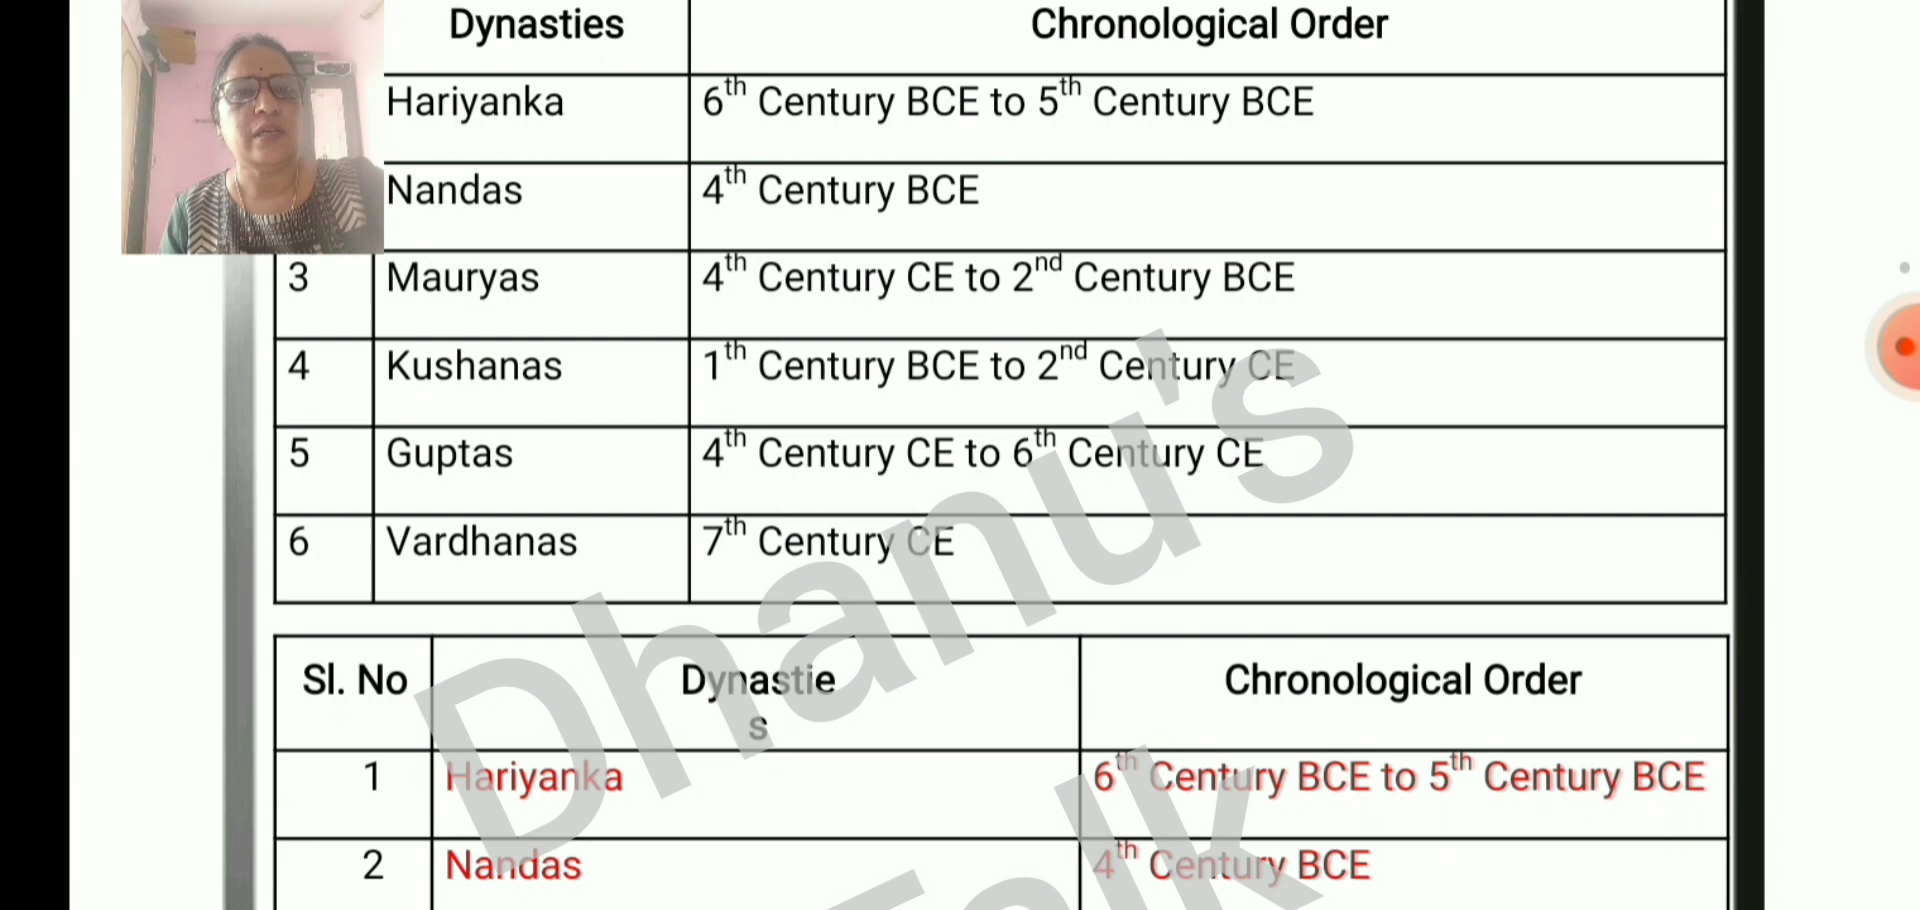 Dynasties Chronological Order
Hariyanka 6th Century BCE to 5th Century BCE
Nandas 4th Century BCE
3 Mauryas 4th Century CE to 2nd Century BCE
4 Kushanas 1th Century BCE to 2nd Century CE
5 Guptas 4th Century CE to 6th Century CE
6 Vardhanas 7th Century CE
Sl. No Dynastie Chronological Order
s
1 Hariyanka 6th Century BCE to 5th Century BCE
2 Nandas 4th Century BCE
Dhanu's
Talk